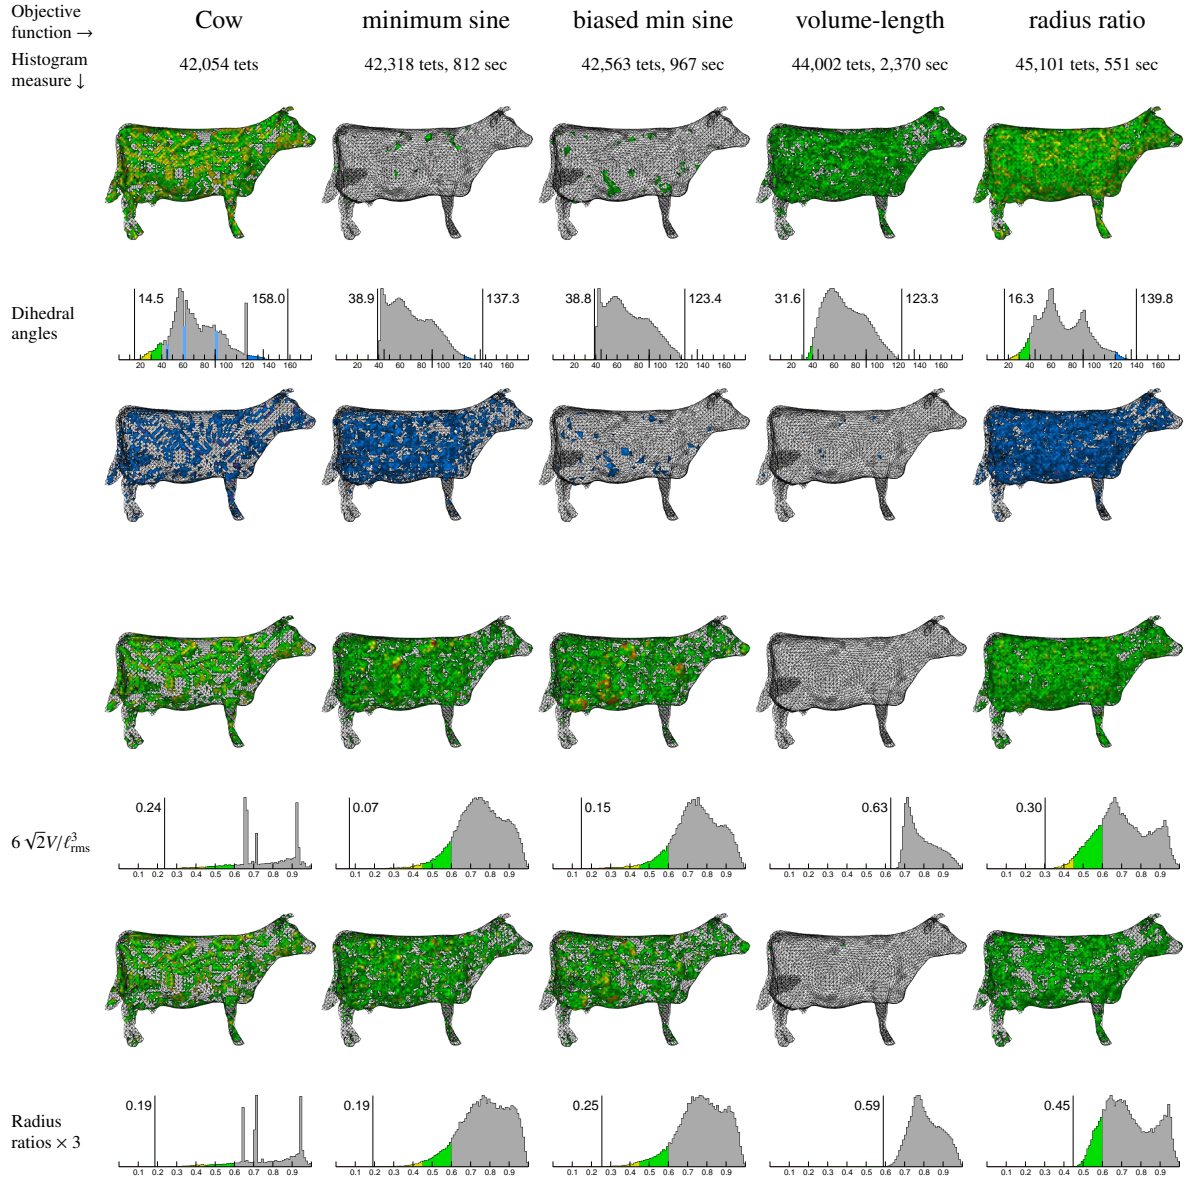 Objective
function →
Cow
minimum sine
biased min sine
volume-length
radius ratio
Histogram
measure ↓
42,054 tets
42,318 tets, 812 sec
42,563 tets, 967 sec
44,002 tets, 2,370 sec
45,101 tets, 551 sec
Dihedral
angles
14.5 158.0
38.9 137.3
38.8 123.4
31.6 123.3
16.3 139.8
20 40 60 80 100 120 140 160
20 40 60 80 100 120 140 160
20 40 60 80 100 120 140 160
20 40 60 80 100 120 140 160
20 40 60 80 100 120 140 160
6 √2V/ℓ³rms
0.24
0.07
0.15
0.63
0.30
0.1 0.2 0.3 0.4 0.5 0.6 0.7 0.8 0.9
0.1 0.2 0.3 0.4 0.5 0.6 0.7 0.8 0.9
0.1 0.2 0.3 0.4 0.5 0.6 0.7 0.8 0.9
0.1 0.2 0.3 0.4 0.5 0.6 0.7 0.8 0.9
0.1 0.2 0.3 0.4 0.5 0.6 0.7 0.8 0.9
Radius
ratios × 3
0.19
0.19
0.25
0.59
0.45
0.1 0.2 0.3 0.4 0.5 0.6 0.7 0.8 0.9
0.1 0.2 0.3 0.4 0.5 0.6 0.7 0.8 0.9
0.1 0.2 0.3 0.4 0.5 0.6 0.7 0.8 0.9
0.1 0.2 0.3 0.4 0.5 0.6 0.7 0.8 0.9
0.1 0.2 0.3 0.4 0.5 0.6 0.7 0.8 0.9